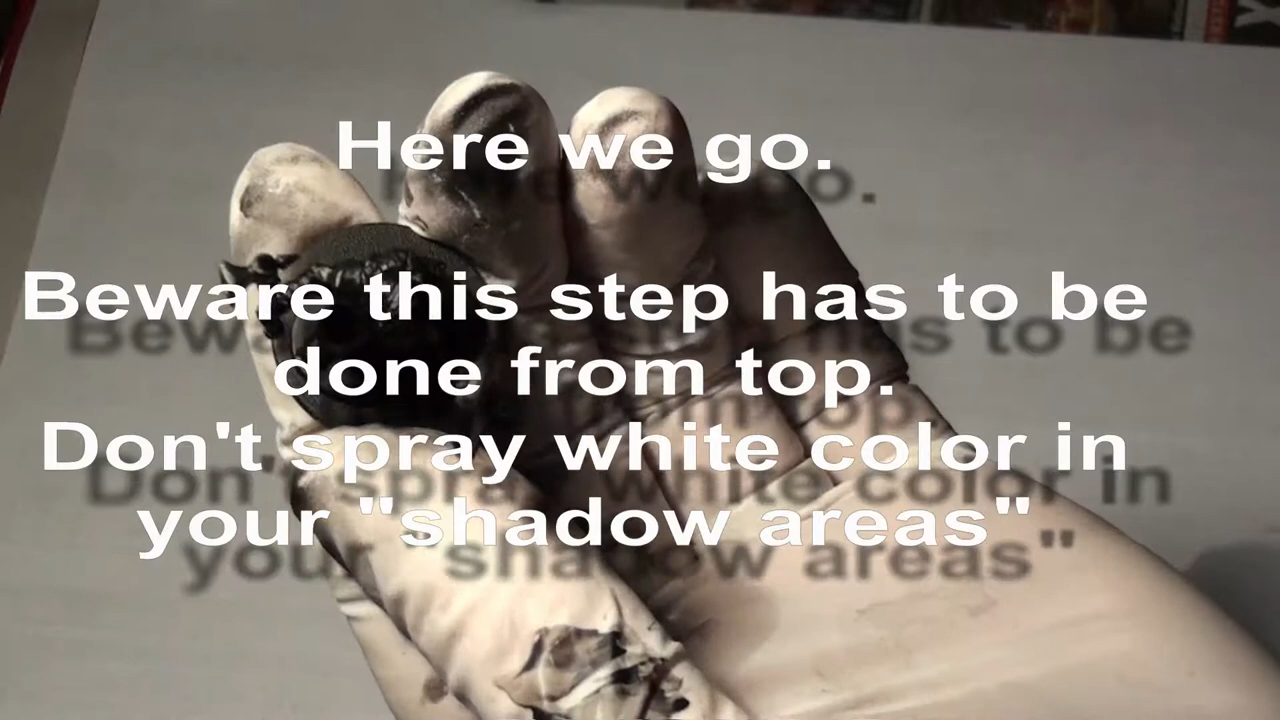 Here we go.
Beware this step has to be
done from top.
Don't spray white color in
your "shadow areas"